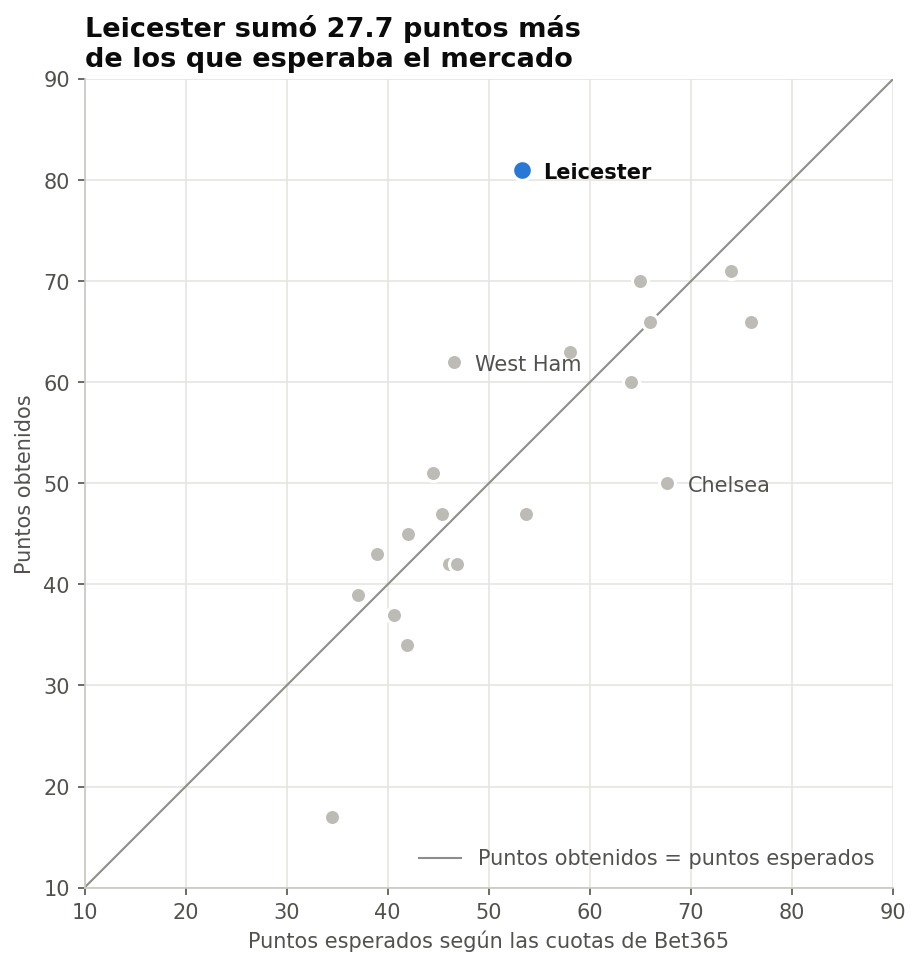 Leicester sumó 27.7 puntos más
de los que esperaba el mercado
90
80
70
60
50
40
30
20
10
Puntos obtenidos
Leicester
West Ham
Chelsea
Puntos obtenidos = puntos esperados
10 20 30 40 50 60 70 80 90
Puntos esperados según las cuotas de Bet365